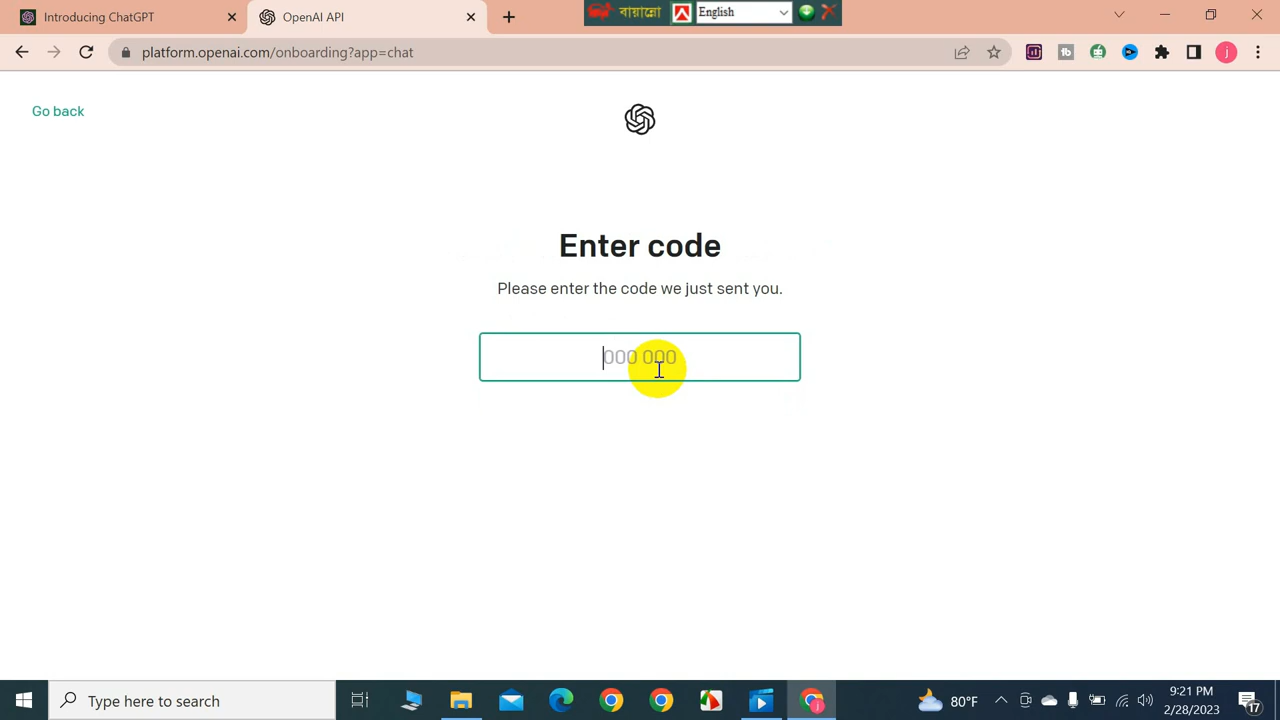 Introducing ChatGPT
OpenAI API
বায়ান্নো
English
platform.openai.com/onboarding?app=chat
fb
j
Go back
Enter code
Please enter the code we just sent you.
000 000
Type here to search
j
80°F
9:21 PM
2/28/2023
17